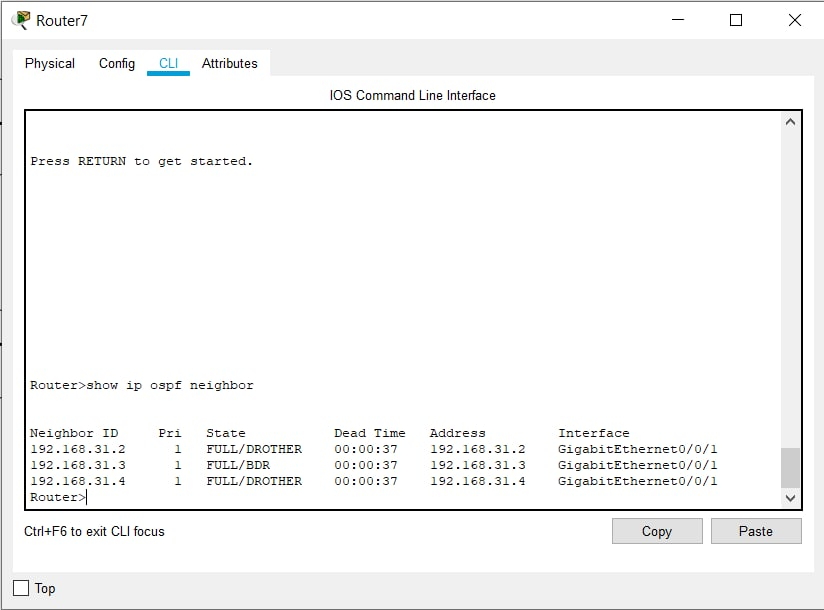 Router7
Physical Config CLI Attributes
IOS Command Line Interface
Press RETURN to get started.
Router>show ip ospf neighbor
Neighbor ID     Pri   State           Dead Time   Address         Interface
192.168.31.2      1   FULL/DROTHER    00:00:37    192.168.31.2    GigabitEthernet0/0/1
192.168.31.3      1   FULL/BDR        00:00:37    192.168.31.3    GigabitEthernet0/0/1
192.168.31.4      1   FULL/DROTHER    00:00:37    192.168.31.4    GigabitEthernet0/0/1
Router>
Ctrl+F6 to exit CLI focus
Copy Paste
Top